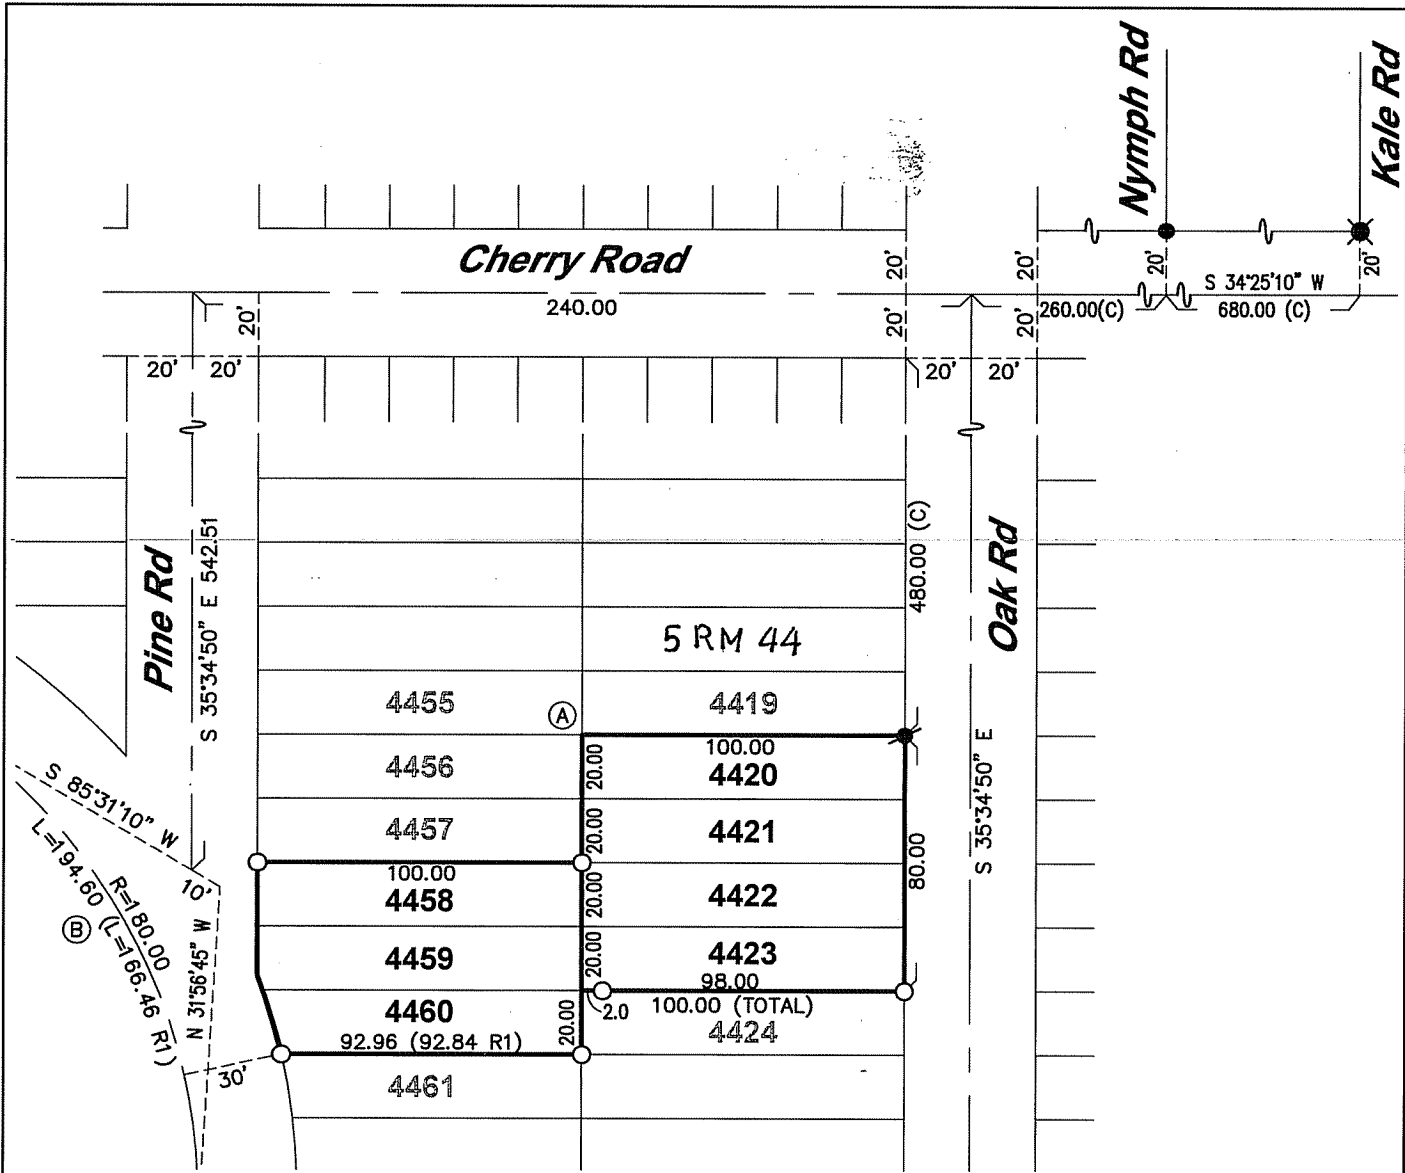 Nymph Rd
Kale Rd
Cherry Road
240.00
20'
20'
20'
20'
20'
20'
20'
S 34°25'10" W
260.00(C)
680.00 (C)
20'
20'
20'
20'
Pine Rd
S 35°34'50" E 542.51
480.00 (C)
Oak Rd
S 35°34'50" E
5 RM 44
4455
A
4419
100.00
4456
20.00
4420
4457
20.00
4421
100.00
4458
20.00
4422
80.00
4459
20.00
4423
98.00
4460
20.00
2.0
100.00 (TOTAL)
92.96 (92.84 R1)
4424
4461
S 85°31'10" W
10'
R=180.00
L=194.60 (L=166.46 R1)
B
N 31°56'45" W
30'